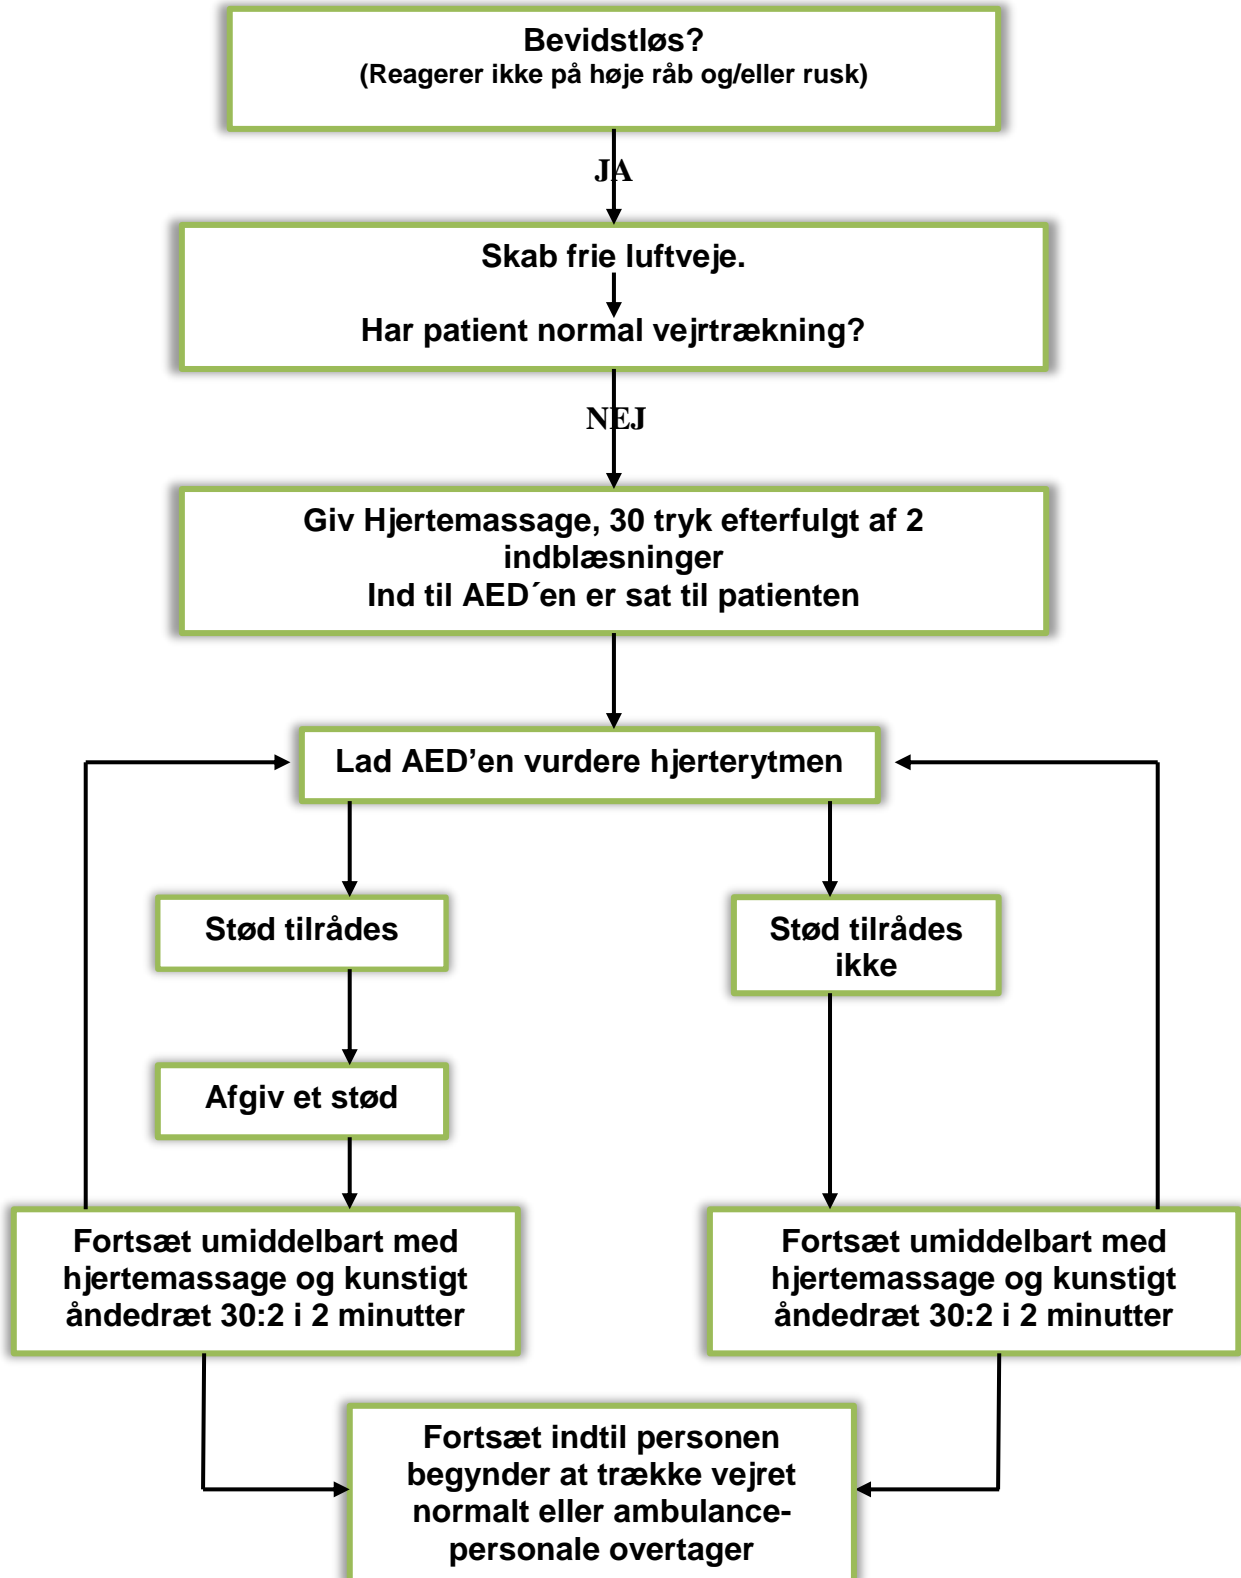 Bevidstløs?
(Reagerer ikke på høje råb og/eller rusk)
JA
Skab frie luftveje.
Har patient normal vejrtrækning?
NEJ
Giv Hjertemassage, 30 tryk efterfulgt af 2
indblæsninger
Ind til AED´en er sat til patienten
Lad AED’en vurdere hjerterytmen
Stød tilrådes
Stød tilrådes
ikke
Afgiv et stød
Fortsæt umiddelbart med
hjertemassage og kunstigt
åndedræt 30:2 i 2 minutter
Fortsæt umiddelbart med
hjertemassage og kunstigt
åndedræt 30:2 i 2 minutter
Fortsæt indtil personen
begynder at trække vejret
normalt eller ambulance-
personale overtager